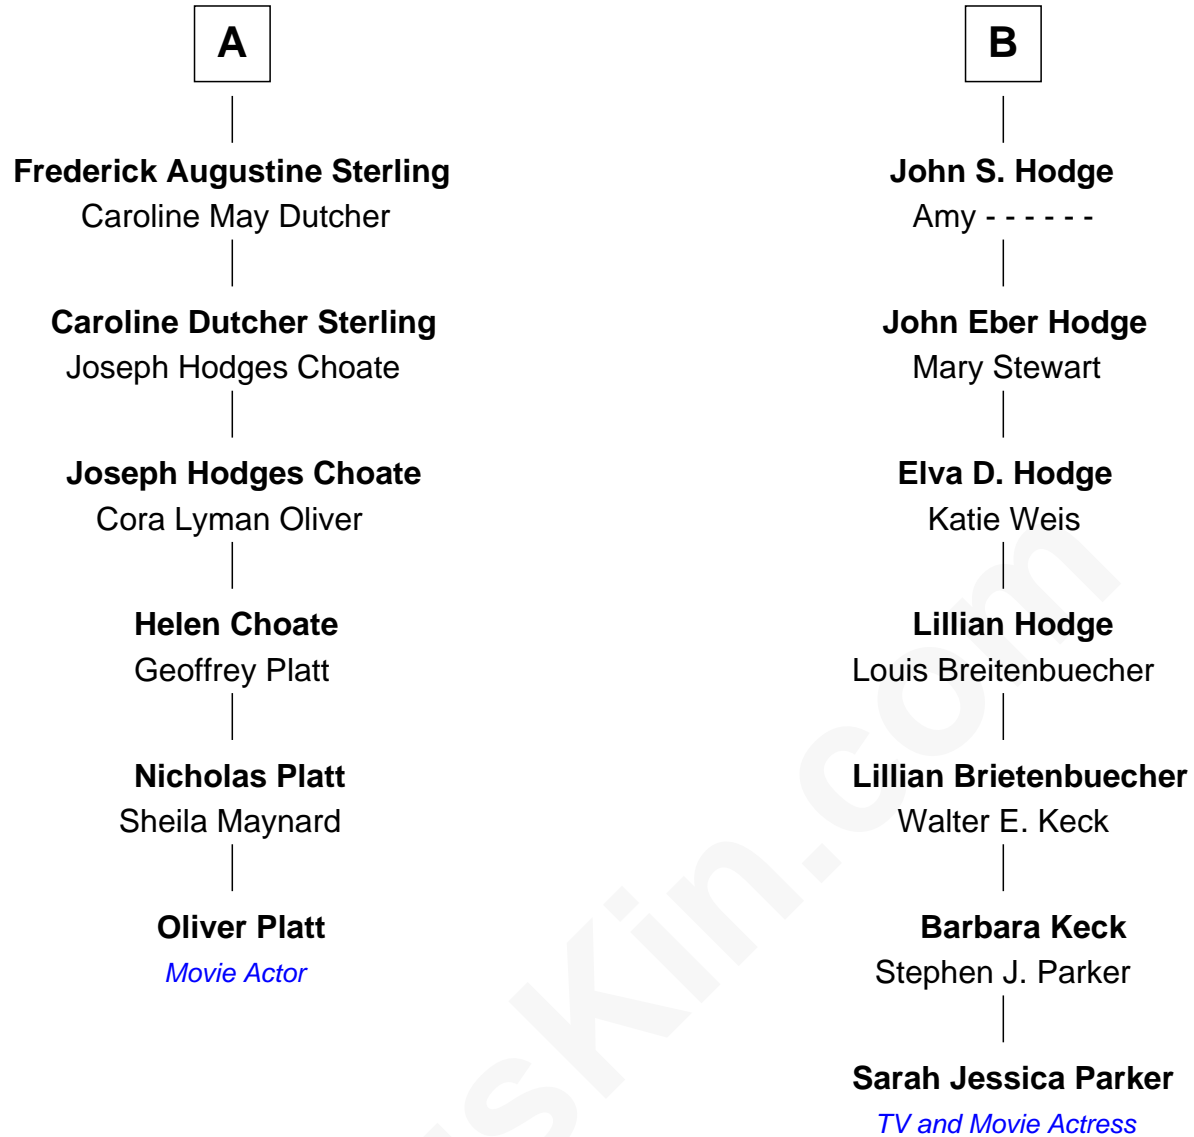 A
Frederick Augustine Sterling
Caroline May Dutcher
Caroline Dutcher Sterling
Joseph Hodges Choate
Joseph Hodges Choate
Cora Lyman Oliver
Helen Choate
Geoffrey Platt
Nicholas Platt
Sheila Maynard
Oliver Platt
Movie Actor
B
John S. Hodge
Amy - - - - - -
John Eber Hodge
Mary Stewart
Elva D. Hodge
Katie Weis
Lillian Hodge
Louis Breitenbuecher
Lillian Brietenbuecher
Walter E. Keck
Barbara Keck
Stephen J. Parker
Sarah Jessica Parker
TV and Movie Actress